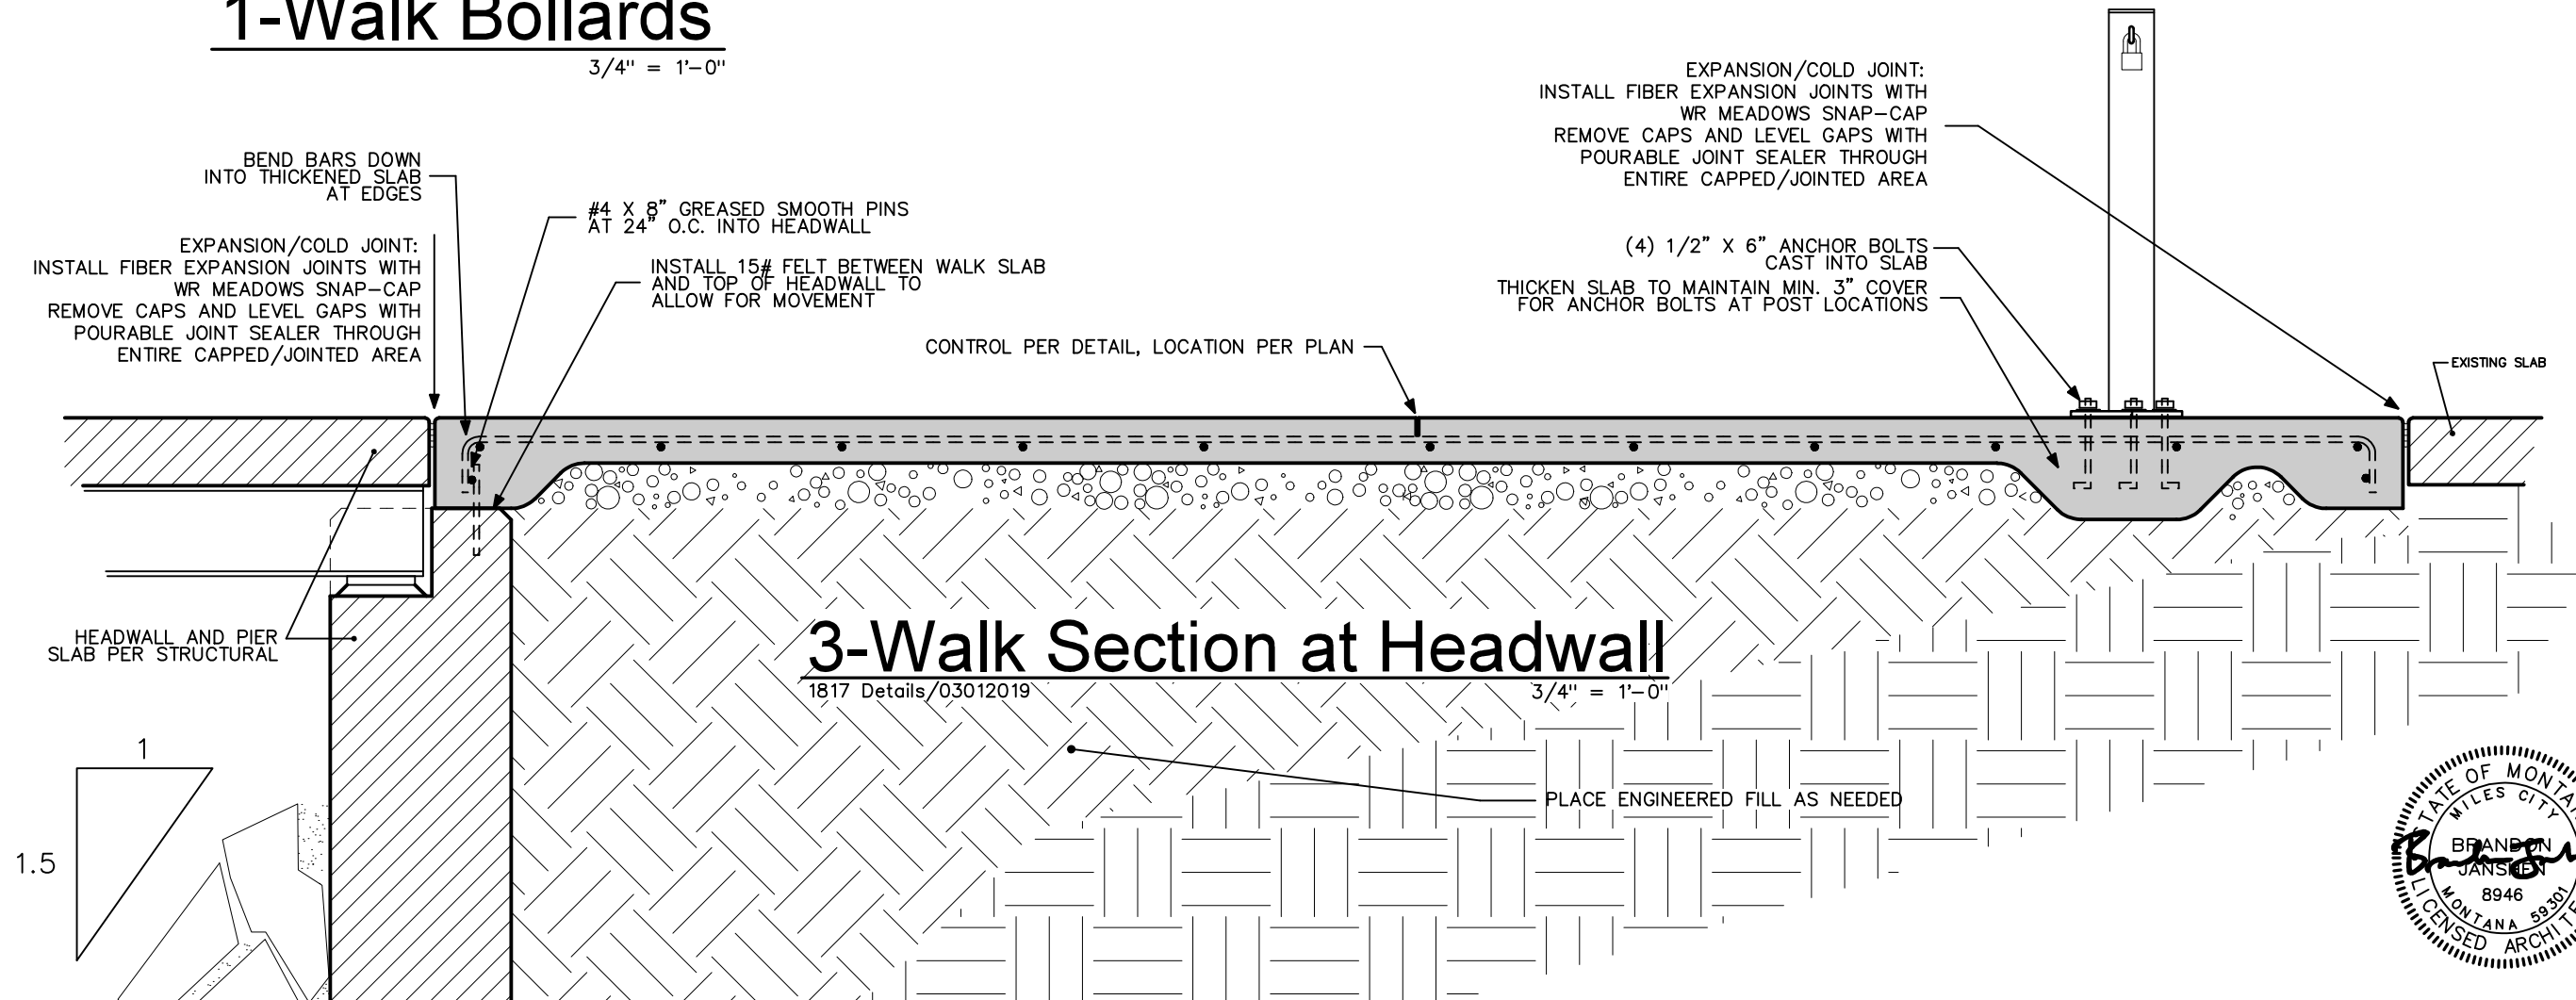 1-Walk Bollards
3/4" = 1'-0"
BEND BARS DOWN
INTO THICKENED SLAB
AT EDGES
EXPANSION/COLD JOINT:
INSTALL FIBER EXPANSION JOINTS WITH
WR MEADOWS SNAP-CAP
REMOVE CAPS AND LEVEL GAPS WITH
POURABLE JOINT SEALER THROUGH
ENTIRE CAPPED/JOINTED AREA
#4 X 8" GREASED SMOOTH PINS
AT 24" O.C. INTO HEADWALL
INSTALL 15# FELT BETWEEN WALK SLAB
AND TOP OF HEADWALL TO
ALLOW FOR MOVEMENT
CONTROL PER DETAIL, LOCATION PER PLAN
EXPANSION/COLD JOINT:
INSTALL FIBER EXPANSION JOINTS WITH
WR MEADOWS SNAP-CAP
REMOVE CAPS AND LEVEL GAPS WITH
POURABLE JOINT SEALER THROUGH
ENTIRE CAPPED/JOINTED AREA
(4) 1/2" X 6" ANCHOR BOLTS
CAST INTO SLAB
THICKEN SLAB TO MAINTAIN MIN. 3" COVER
FOR ANCHOR BOLTS AT POST LOCATIONS
EXISTING SLAB
HEADWALL AND PIER
SLAB PER STRUCTURAL
3-Walk Section at Headwall
1817 Details/03012019
3/4" = 1'-0"
PLACE ENGINEERED FILL AS NEEDED
1
1.5
STATE OF MONTAN
MILES CITY
BRANDON
JANSHEN
8946
MONTANA 59301
LICENSED ARCHITE